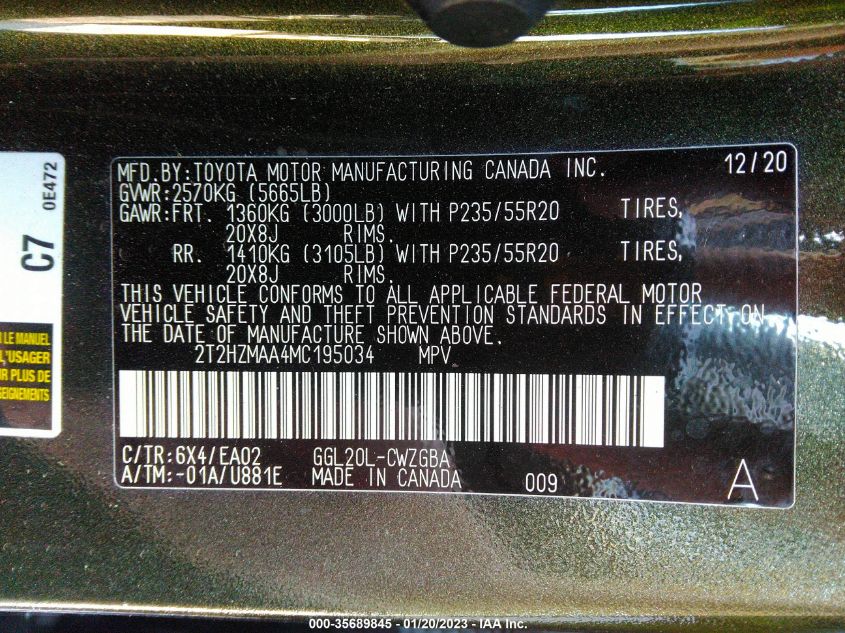 MFD.BY:TOYOTA MOTOR MANUFACTURING CANADA INC. 12/20
GVWR:2570KG (5665LB)
GAWR:FRT. 1360KG (3000LB) WITH P235/55R20 TIRES,
20X8J RIMS.
RR. 1410KG (3105LB) WITH P235/55R20 TIRES,
20X8J RIMS.
THIS VEHICLE CONFORMS TO ALL APPLICABLE FEDERAL MOTOR
VEHICLE SAFETY AND THEFT PREVENTION STANDARDS IN EFFECT ON
THE DATE OF MANUFACTURE SHOWN ABOVE.
2T2HZMAA4MC195034 MPV
C/TR:6X4/EA02 GGL20L-CWZGBA
A/TM:-01A/U881E MADE IN CANADA 009 A
C7 0E472
LE MANUEL
L'USAGER
UR PLUS DE
SEIGNEMENTS
000-35689845 - 01/20/2023 - IAA Inc.